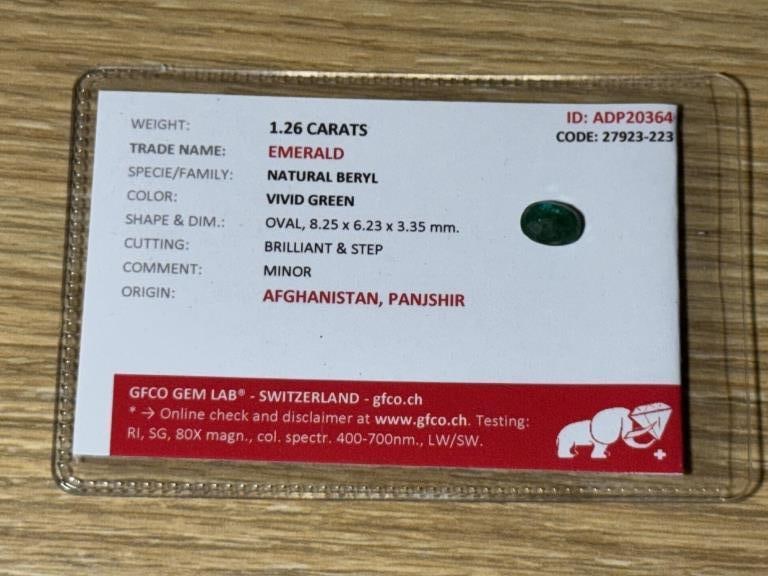 ID: ADP20364
CODE: 27923-223
WEIGHT: 1.26 CARATS
TRADE NAME: EMERALD
SPECIE/FAMILY: NATURAL BERYL
COLOR: VIVID GREEN
SHAPE & DIM.: OVAL, 8.25 x 6.23 x 3.35 mm.
CUTTING: BRILLIANT & STEP
COMMENT: MINOR
ORIGIN: AFGHANISTAN, PANJSHIR
GFCO GEM LAB® - SWITZERLAND - gfco.ch
* → Online check and disclaimer at www.gfco.ch. Testing:
RI, SG, 80X magn., col. spectr. 400-700nm., LW/SW.